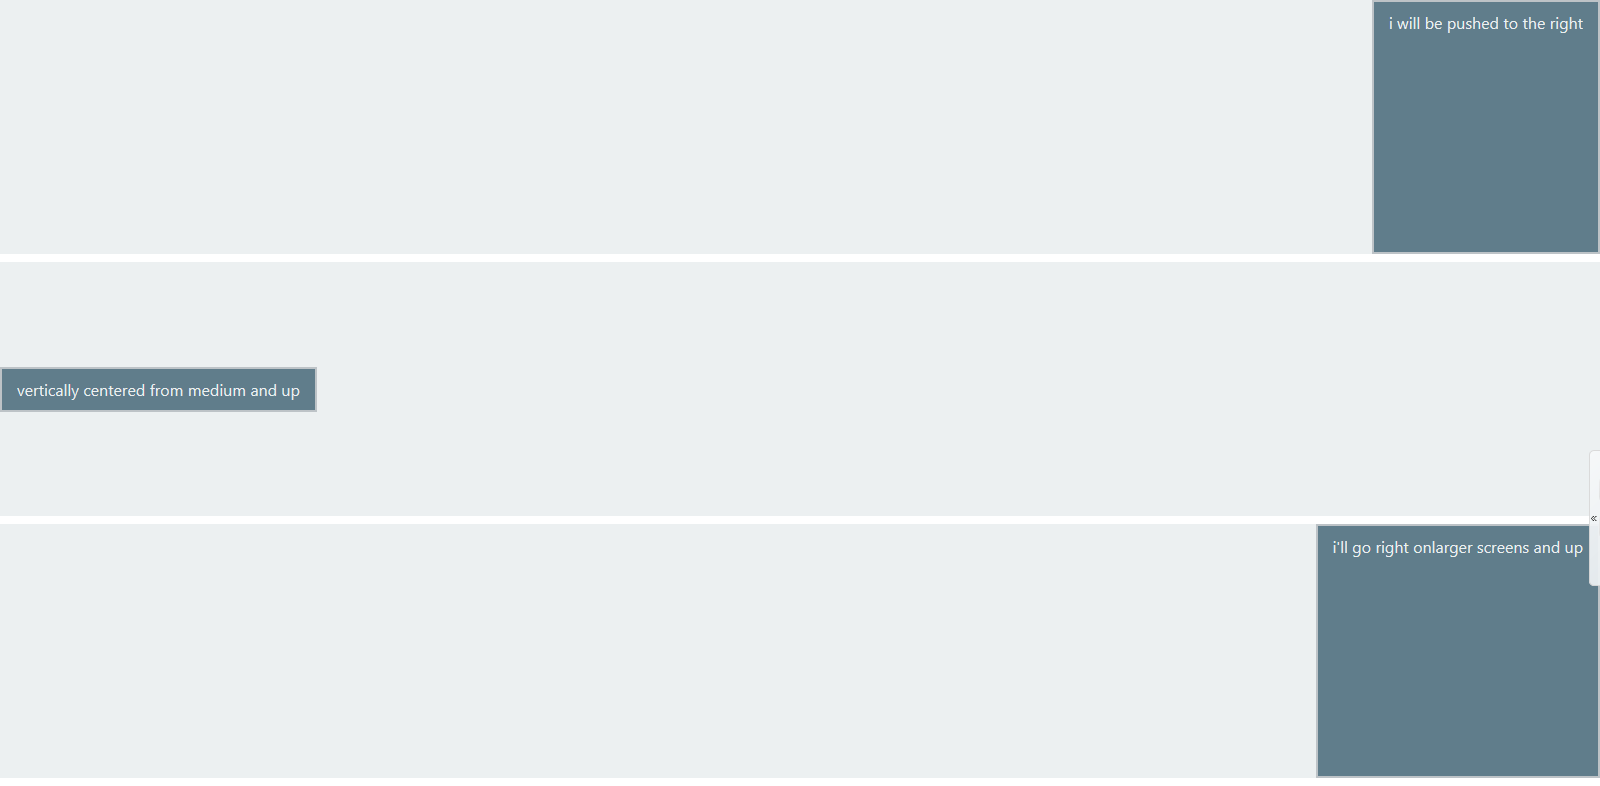 i will be pushed to the right
vertically centered from medium and up
i'll go right onlarger screens and up
«